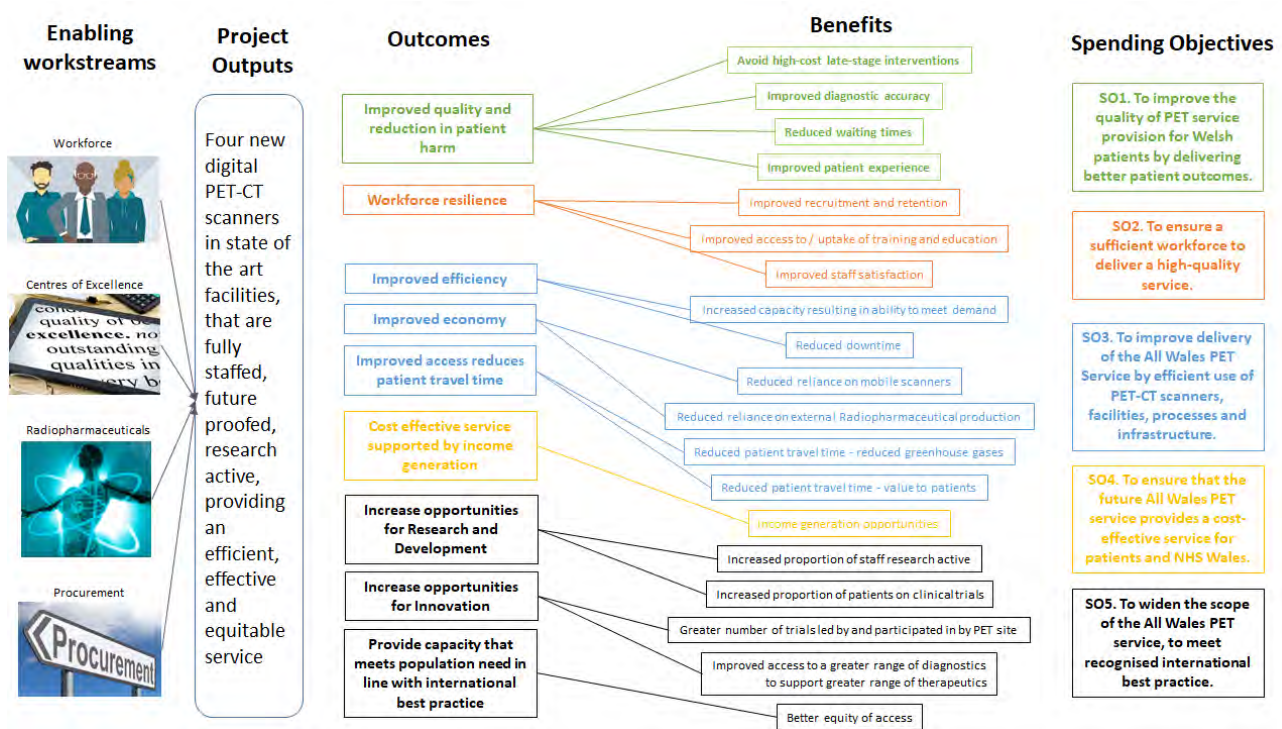 Enabling
workstreams
Workforce
Centres of Excellence
quality of
excellence. no
outstanding
qualities in
Radiopharmaceuticals
Procurement
Procurement
Project
Outputs
Four new
digital
PET-CT
scanners
in state of
the art
facilities,
that are
fully
staffed,
future
proofed,
research
active,
providing
an
efficient,
effective
and
equitable
service
Outcomes
Improved quality and
reduction in patient
harm
Workforce resilience
Improved efficiency
Improved economy
Improved access reduces
patient travel time
Cost effective service
supported by income
generation
Increase opportunities
for Research and
Development
Increase opportunities
for Innovation
Provide capacity that
meets population need in
line with international
best practice
Benefits
Avoid high-cost late-stage interventions
Improved diagnostic accuracy
Reduced waiting times
Improved patient experience
Improved recruitment and retention
Improved access to / uptake of training and education
Improved staff satisfaction
Increased capacity resulting in ability to meet demand
Reduced downtime
Reduced reliance on mobile scanners
Reduced reliance on external Radiopharmaceutical production
Reduced patient travel time - reduced greenhouse gases
Reduced patient travel time - value to patients
Income generation opportunities
Increased proportion of staff research active
Increased proportion of patients on clinical trials
Greater number of trials led by and participated in by PET site
Improved access to a greater range of diagnostics
to support greater range of therapeutics
Better equity of access
Spending Objectives
SO1. To improve the
quality of PET service
provision for Welsh
patients by delivering
better patient outcomes.
SO2. To ensure a
sufficient workforce to
deliver a high-quality
service.
SO3. To improve delivery
of the All Wales PET
Service by efficient use of
PET-CT scanners,
facilities, processes and
infrastructure.
SO4. To ensure that the
future All Wales PET
service provides a cost-
effective service for
patients and NHS Wales.
SO5. To widen the scope
of the All Wales PET
service, to meet
recognised international
best practice.